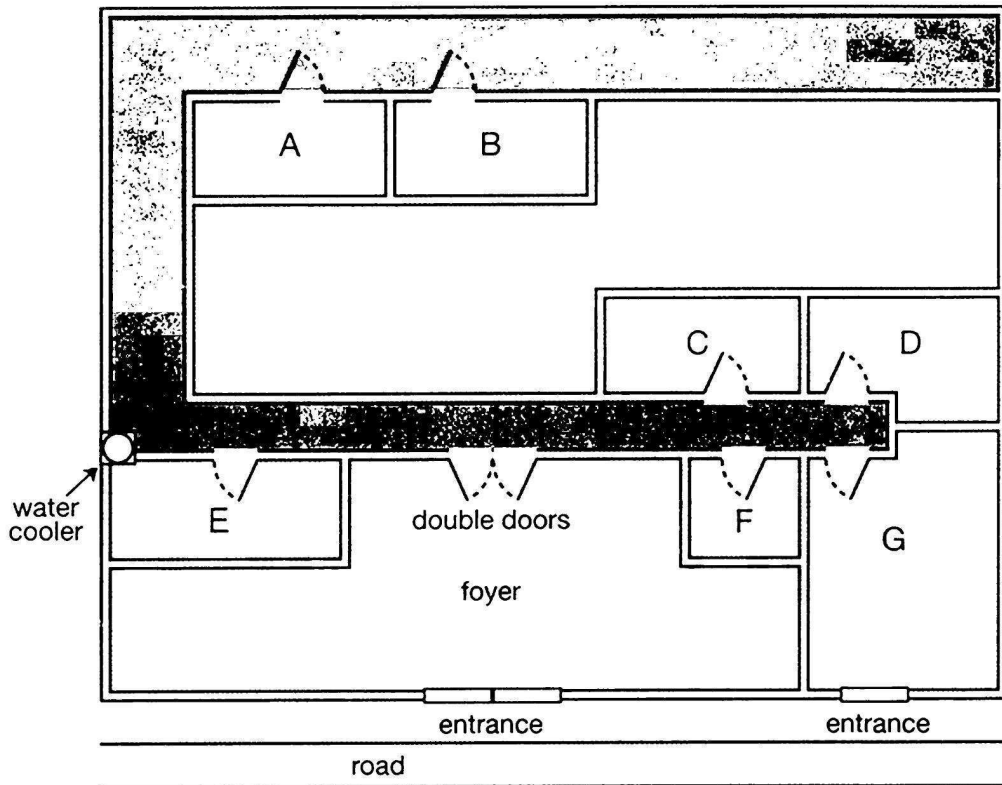 A
B
C
D
water
cooler
E
double doors
F
G
foyer
entrance
entrance
road